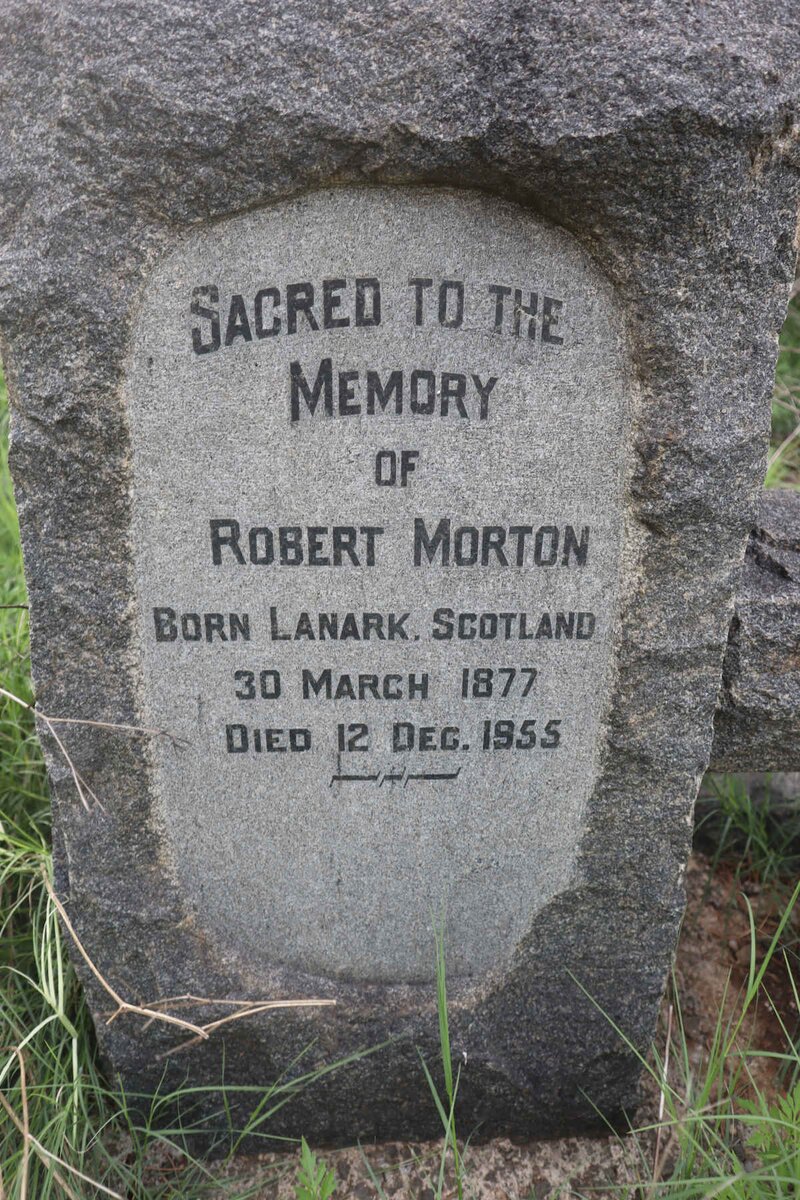 SACRED TO THE
MEMORY
OF
ROBERT MORTON
BORN LANARK, SCOTLAND
30 MARCH 1877
DIED 12 DEC. 1955